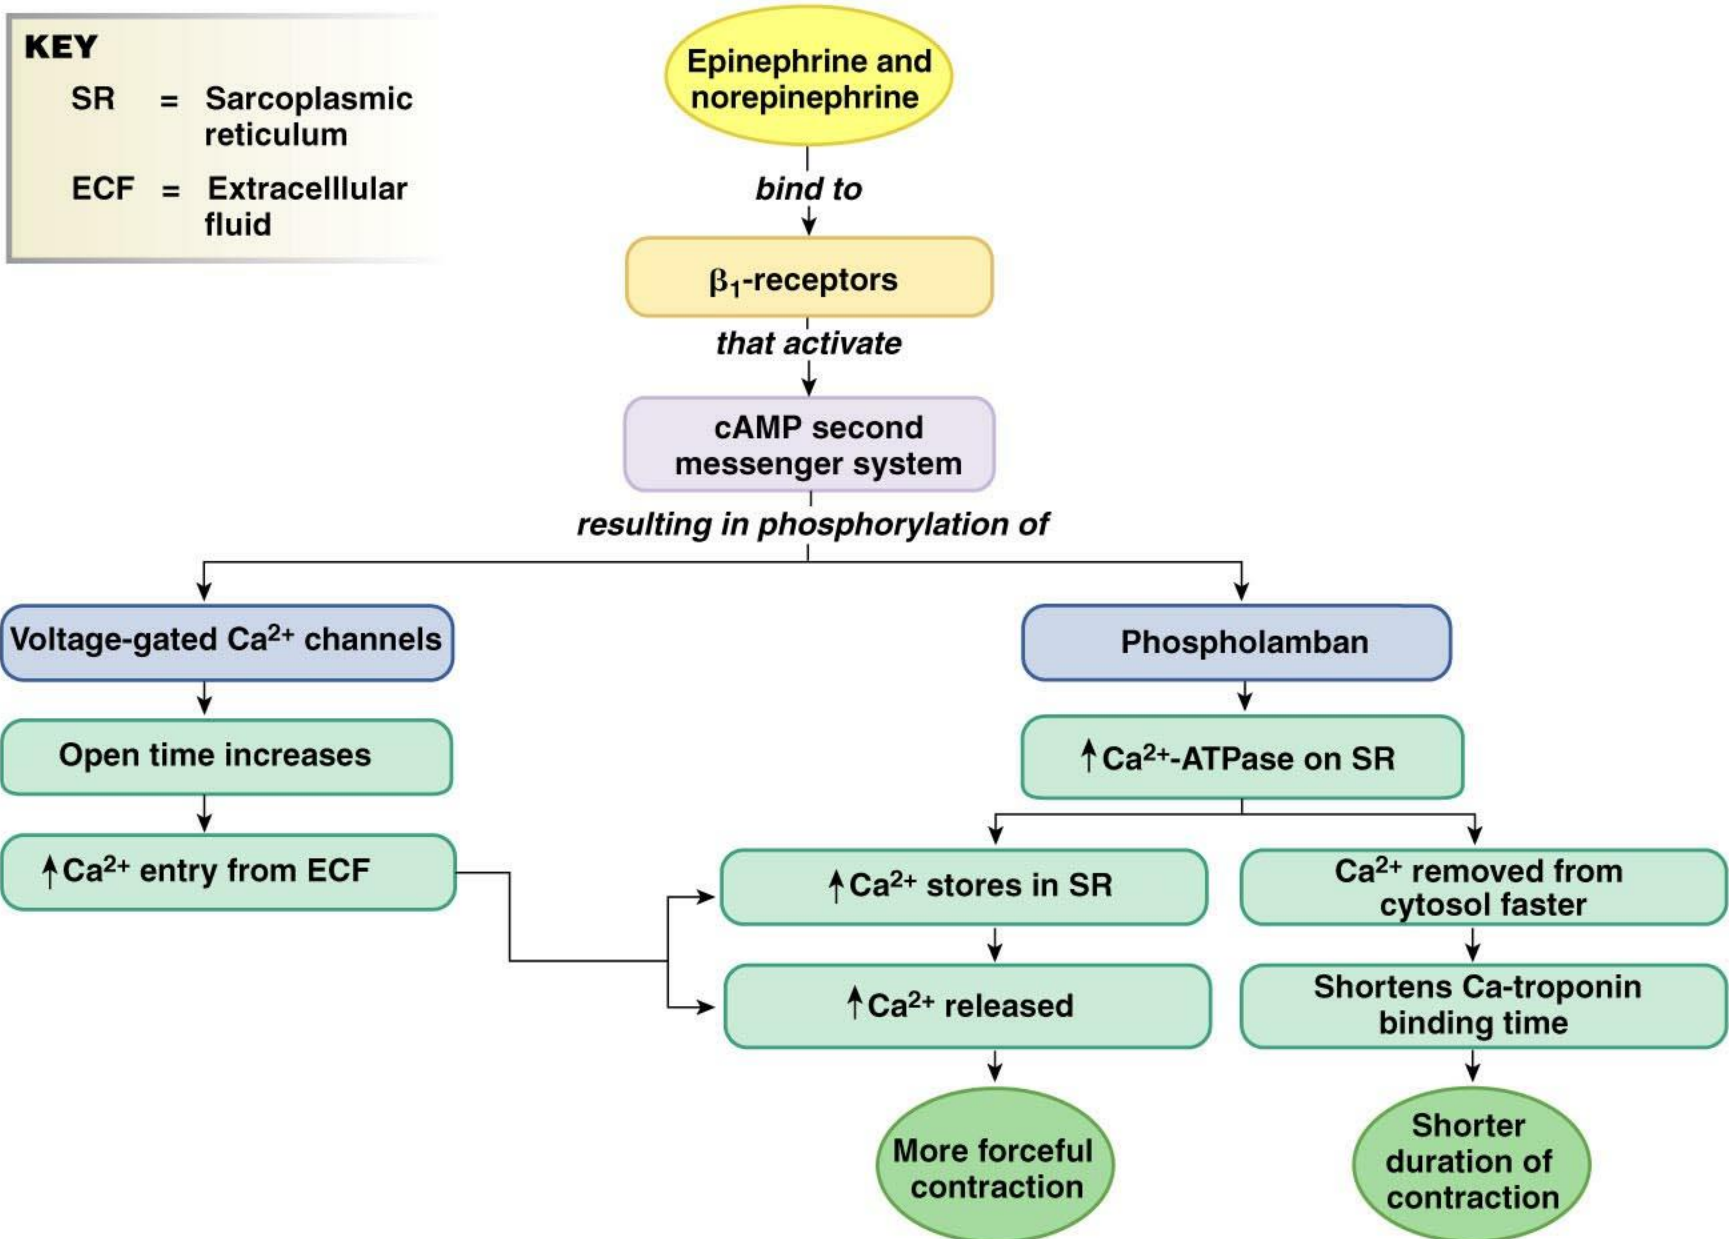 KEY
SR = Sarcoplasmic
reticulum
ECF = Extracelllular
fluid
Epinephrine and
norepinephrine
bind to
β₁-receptors
that activate
cAMP second
messenger system
resulting in phosphorylation of
Voltage-gated Ca²⁺ channels
Open time increases
↑Ca²⁺ entry from ECF
Phospholamban
↑Ca²⁺-ATPase on SR
↑Ca²⁺ stores in SR
↑Ca²⁺ released
More forceful
contraction
Ca²⁺ removed from
cytosol faster
Shortens Ca-troponin
binding time
Shorter
duration of
contraction